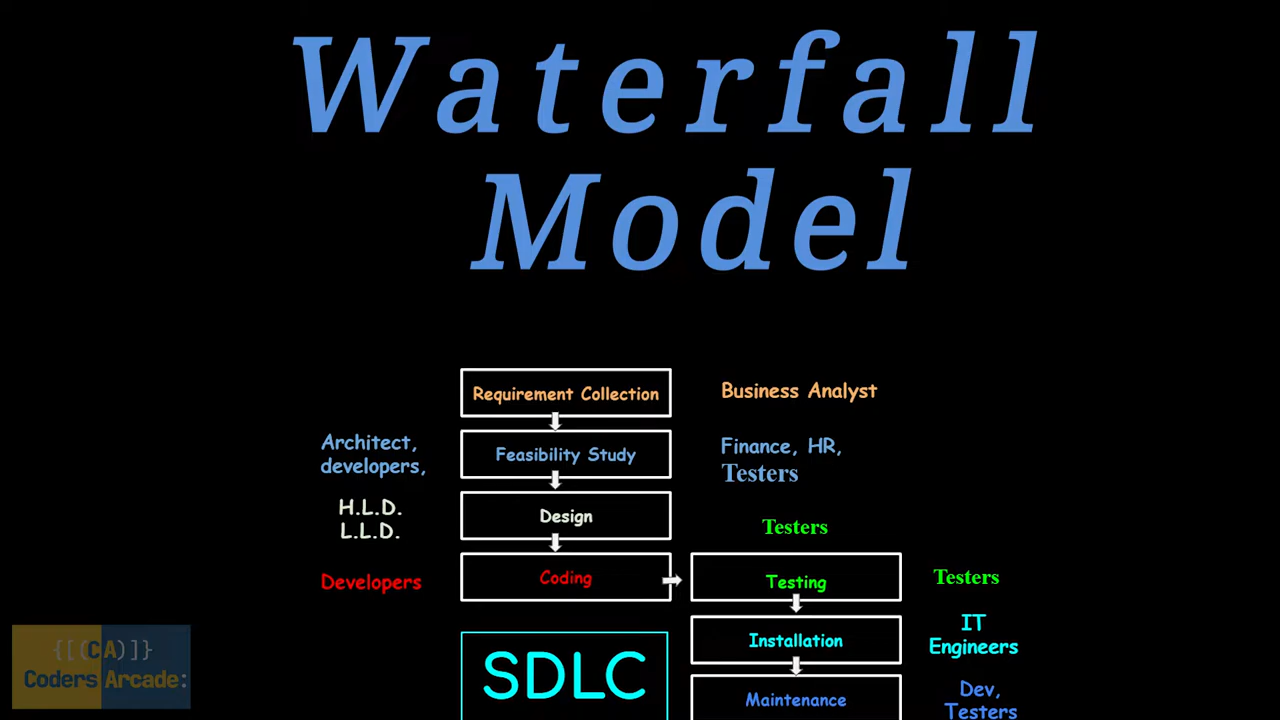 Waterfall
Model
Requirement Collection
Business Analyst
Architect,
developers,
Feasibility Study
Finance, HR,
Testers
H.L.D.
L.L.D.
Design
Testers
Developers
Coding
Testing
Testers
Installation
IT
Engineers
SDLC
Maintenance
Dev,
Testers
{[(CA)]}
Coders Arcade: